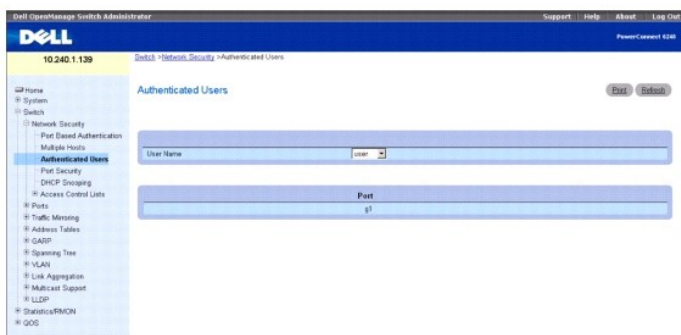 Dell OpenManage Switch Administrator
Support Help About Log Out
DELL
PowerConnect 6248
10.240.1.139
Switch > Network Security > Authenticated Users
Home
System
Switch
Network Security
Port Based Authentication
Multiple Hosts
Authenticated Users
Port Security
DHCP Snooping
Access Control Lists
Ports
Traffic Mirroring
Address Tables
GARP
Spanning Tree
VLAN
Link Aggregation
Multicast Support
LLDP
Statistics/RMON
QOS
Authenticated Users
Print Refresh
User Name user
Port
g1